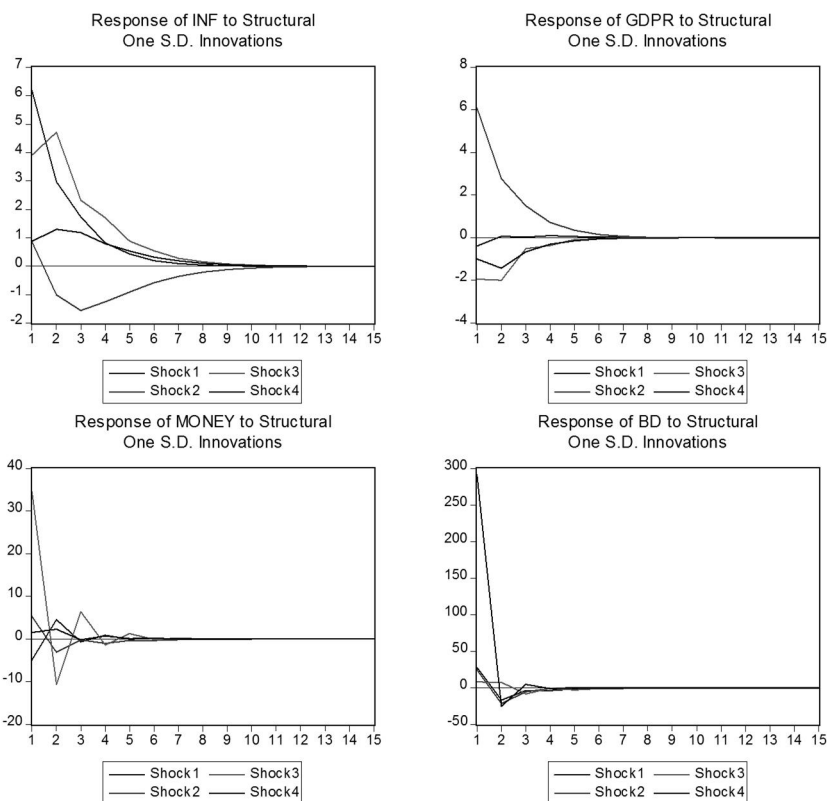 Response of INF to Structural
One S.D. Innovations
7
6
5
4
3
2
1
0
-1
-2
1 2 3 4 5 6 7 8 9 10 11 12 13 14 15
Shock1 Shock3
Shock2 Shock4
Response of GDPR to Structural
One S.D. Innovations
8
6
4
2
0
-2
-4
1 2 3 4 5 6 7 8 9 10 11 12 13 14 15
Shock1 Shock3
Shock2 Shock4
Response of MONEY to Structural
One S.D. Innovations
40
30
20
10
0
-10
-20
1 2 3 4 5 6 7 8 9 10 11 12 13 14 15
Shock1 Shock3
Shock2 Shock4
Response of BD to Structural
One S.D. Innovations
300
250
200
150
100
50
0
-50
1 2 3 4 5 6 7 8 9 10 11 12 13 14 15
Shock1 Shock3
Shock2 Shock4